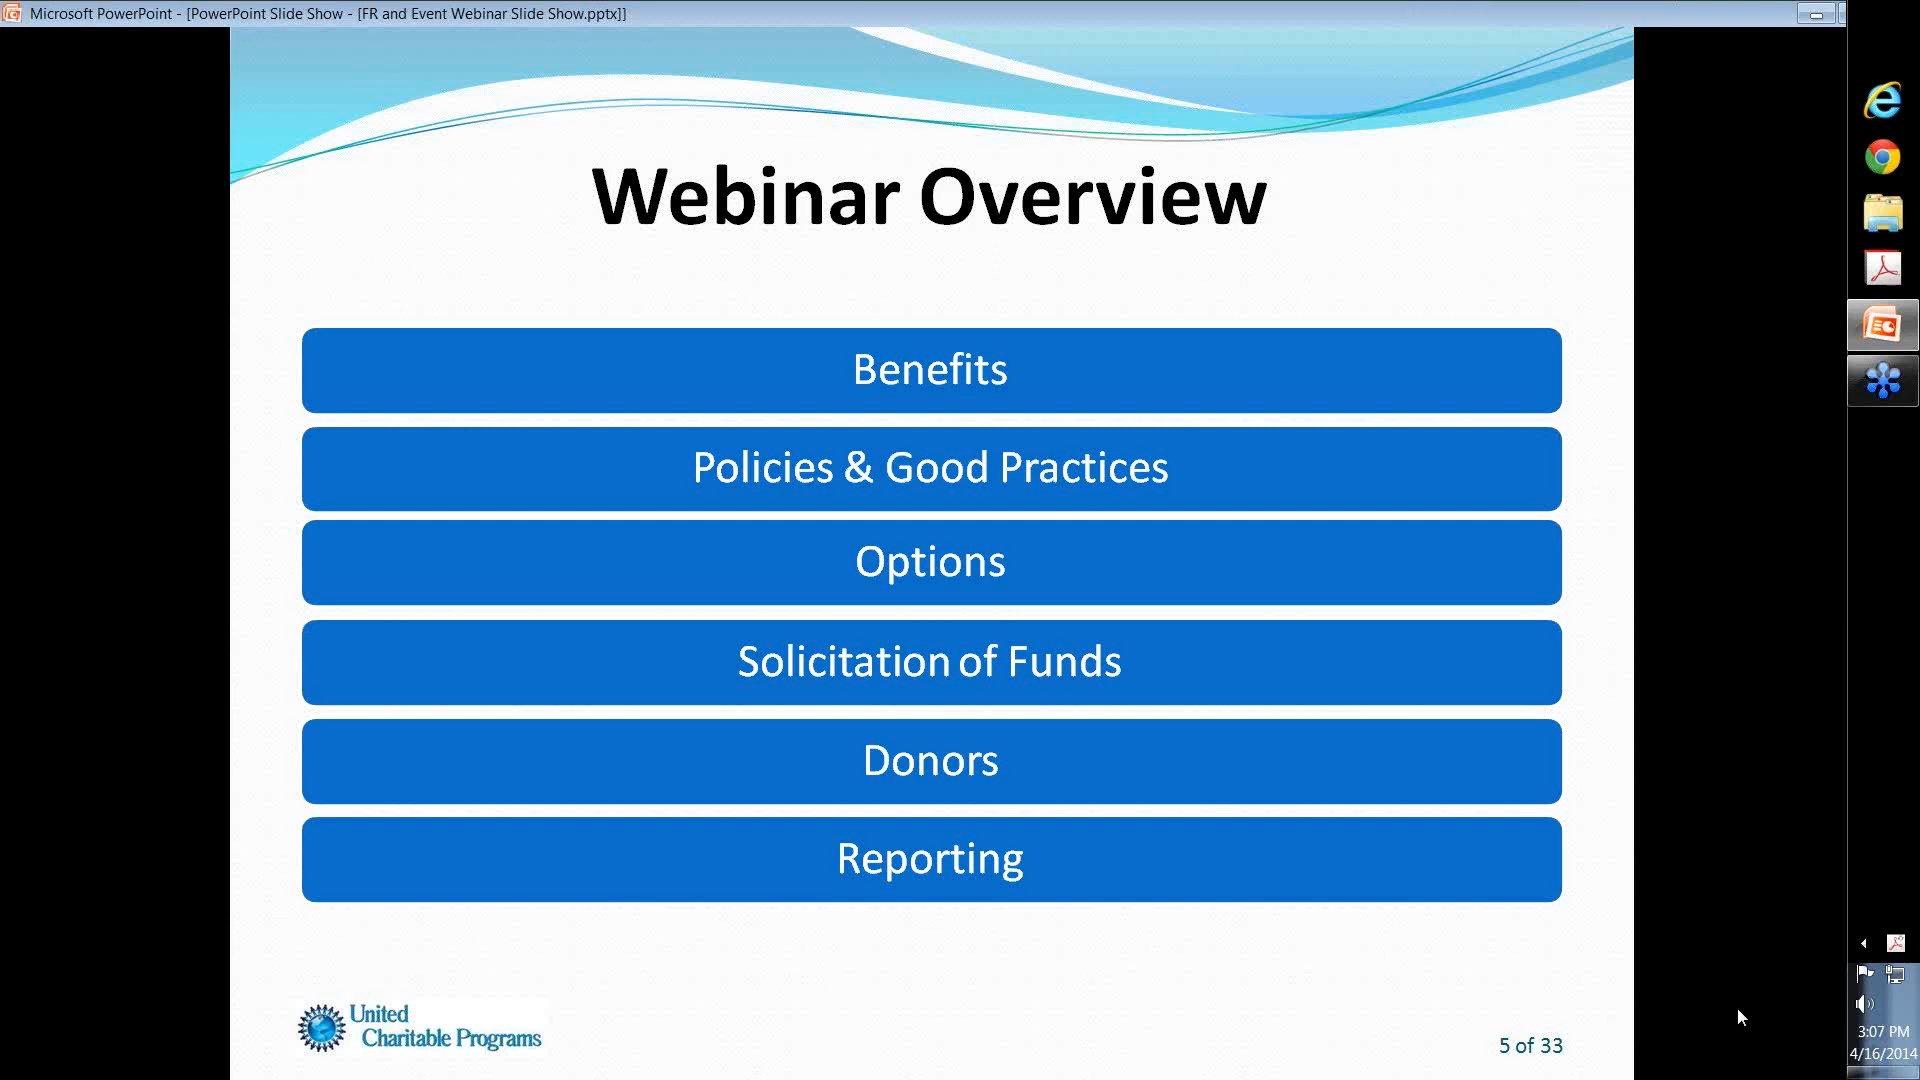 Microsoft PowerPoint - [PowerPoint Slide Show - [FR and Event Webinar Slide Show.pptx]]
Webinar Overview
Benefits
Policies & Good Practices
Options
Solicitation of Funds
Donors
Reporting
United
Charitable Programs
5 of 33
3:07 PM
4/16/2014